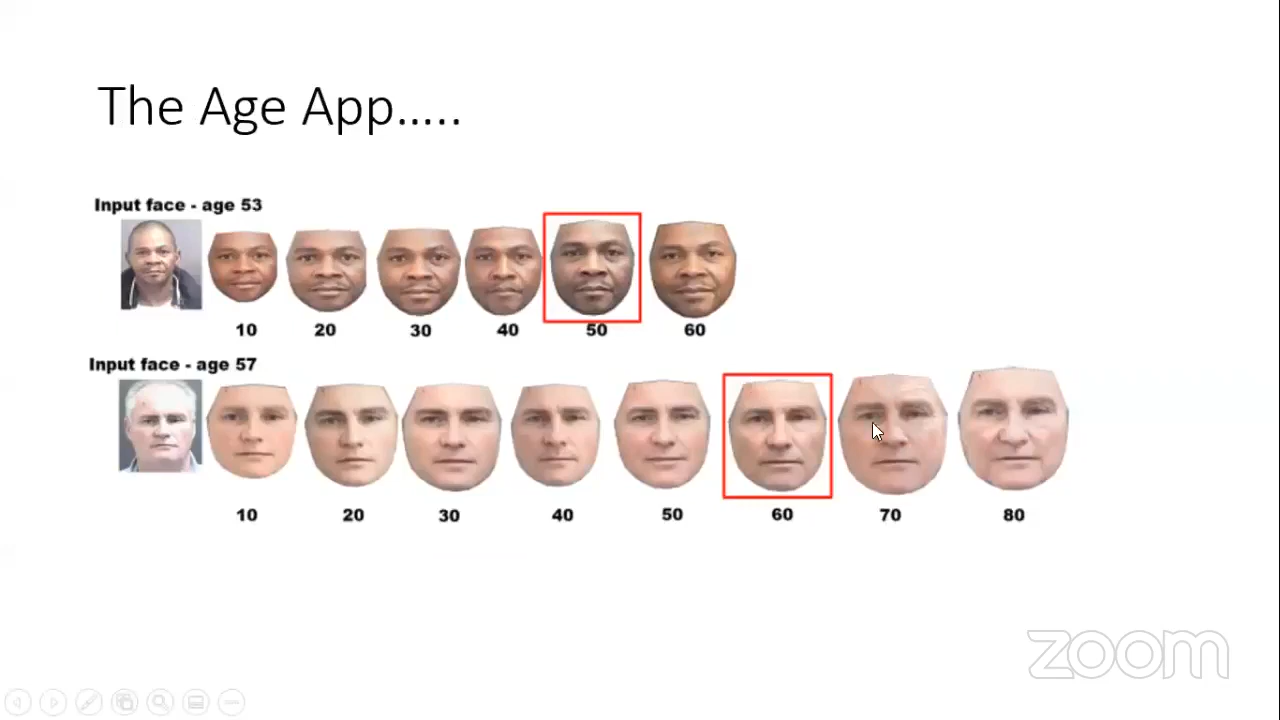 The Age App.....
Input face - age 53
10 20 30 40 50 60
Input face - age 57
10 20 30 40 50 60 70 80
zoom